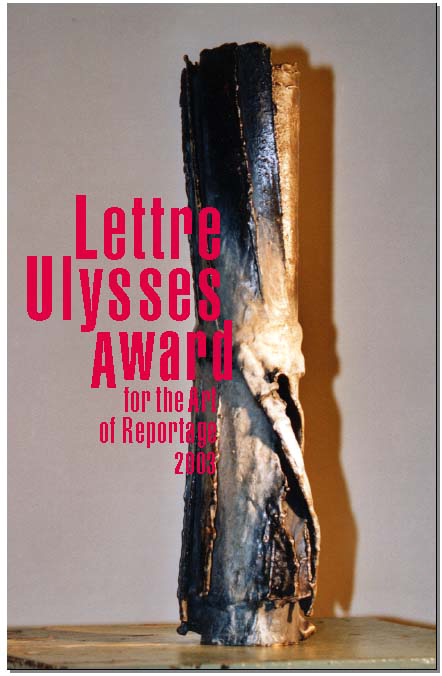 Lettre
Ulysses
Award
for the Art
of Reportage
2003